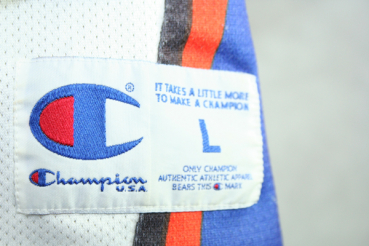 ®
IT TAKES A LITTLE MORE
TO MAKE A CHAMPION
L
Champion
U.S.A.
ONLY CHAMPION
AUTHENTIC ATHLETIC APPAREL
BEARS THIS C MARK